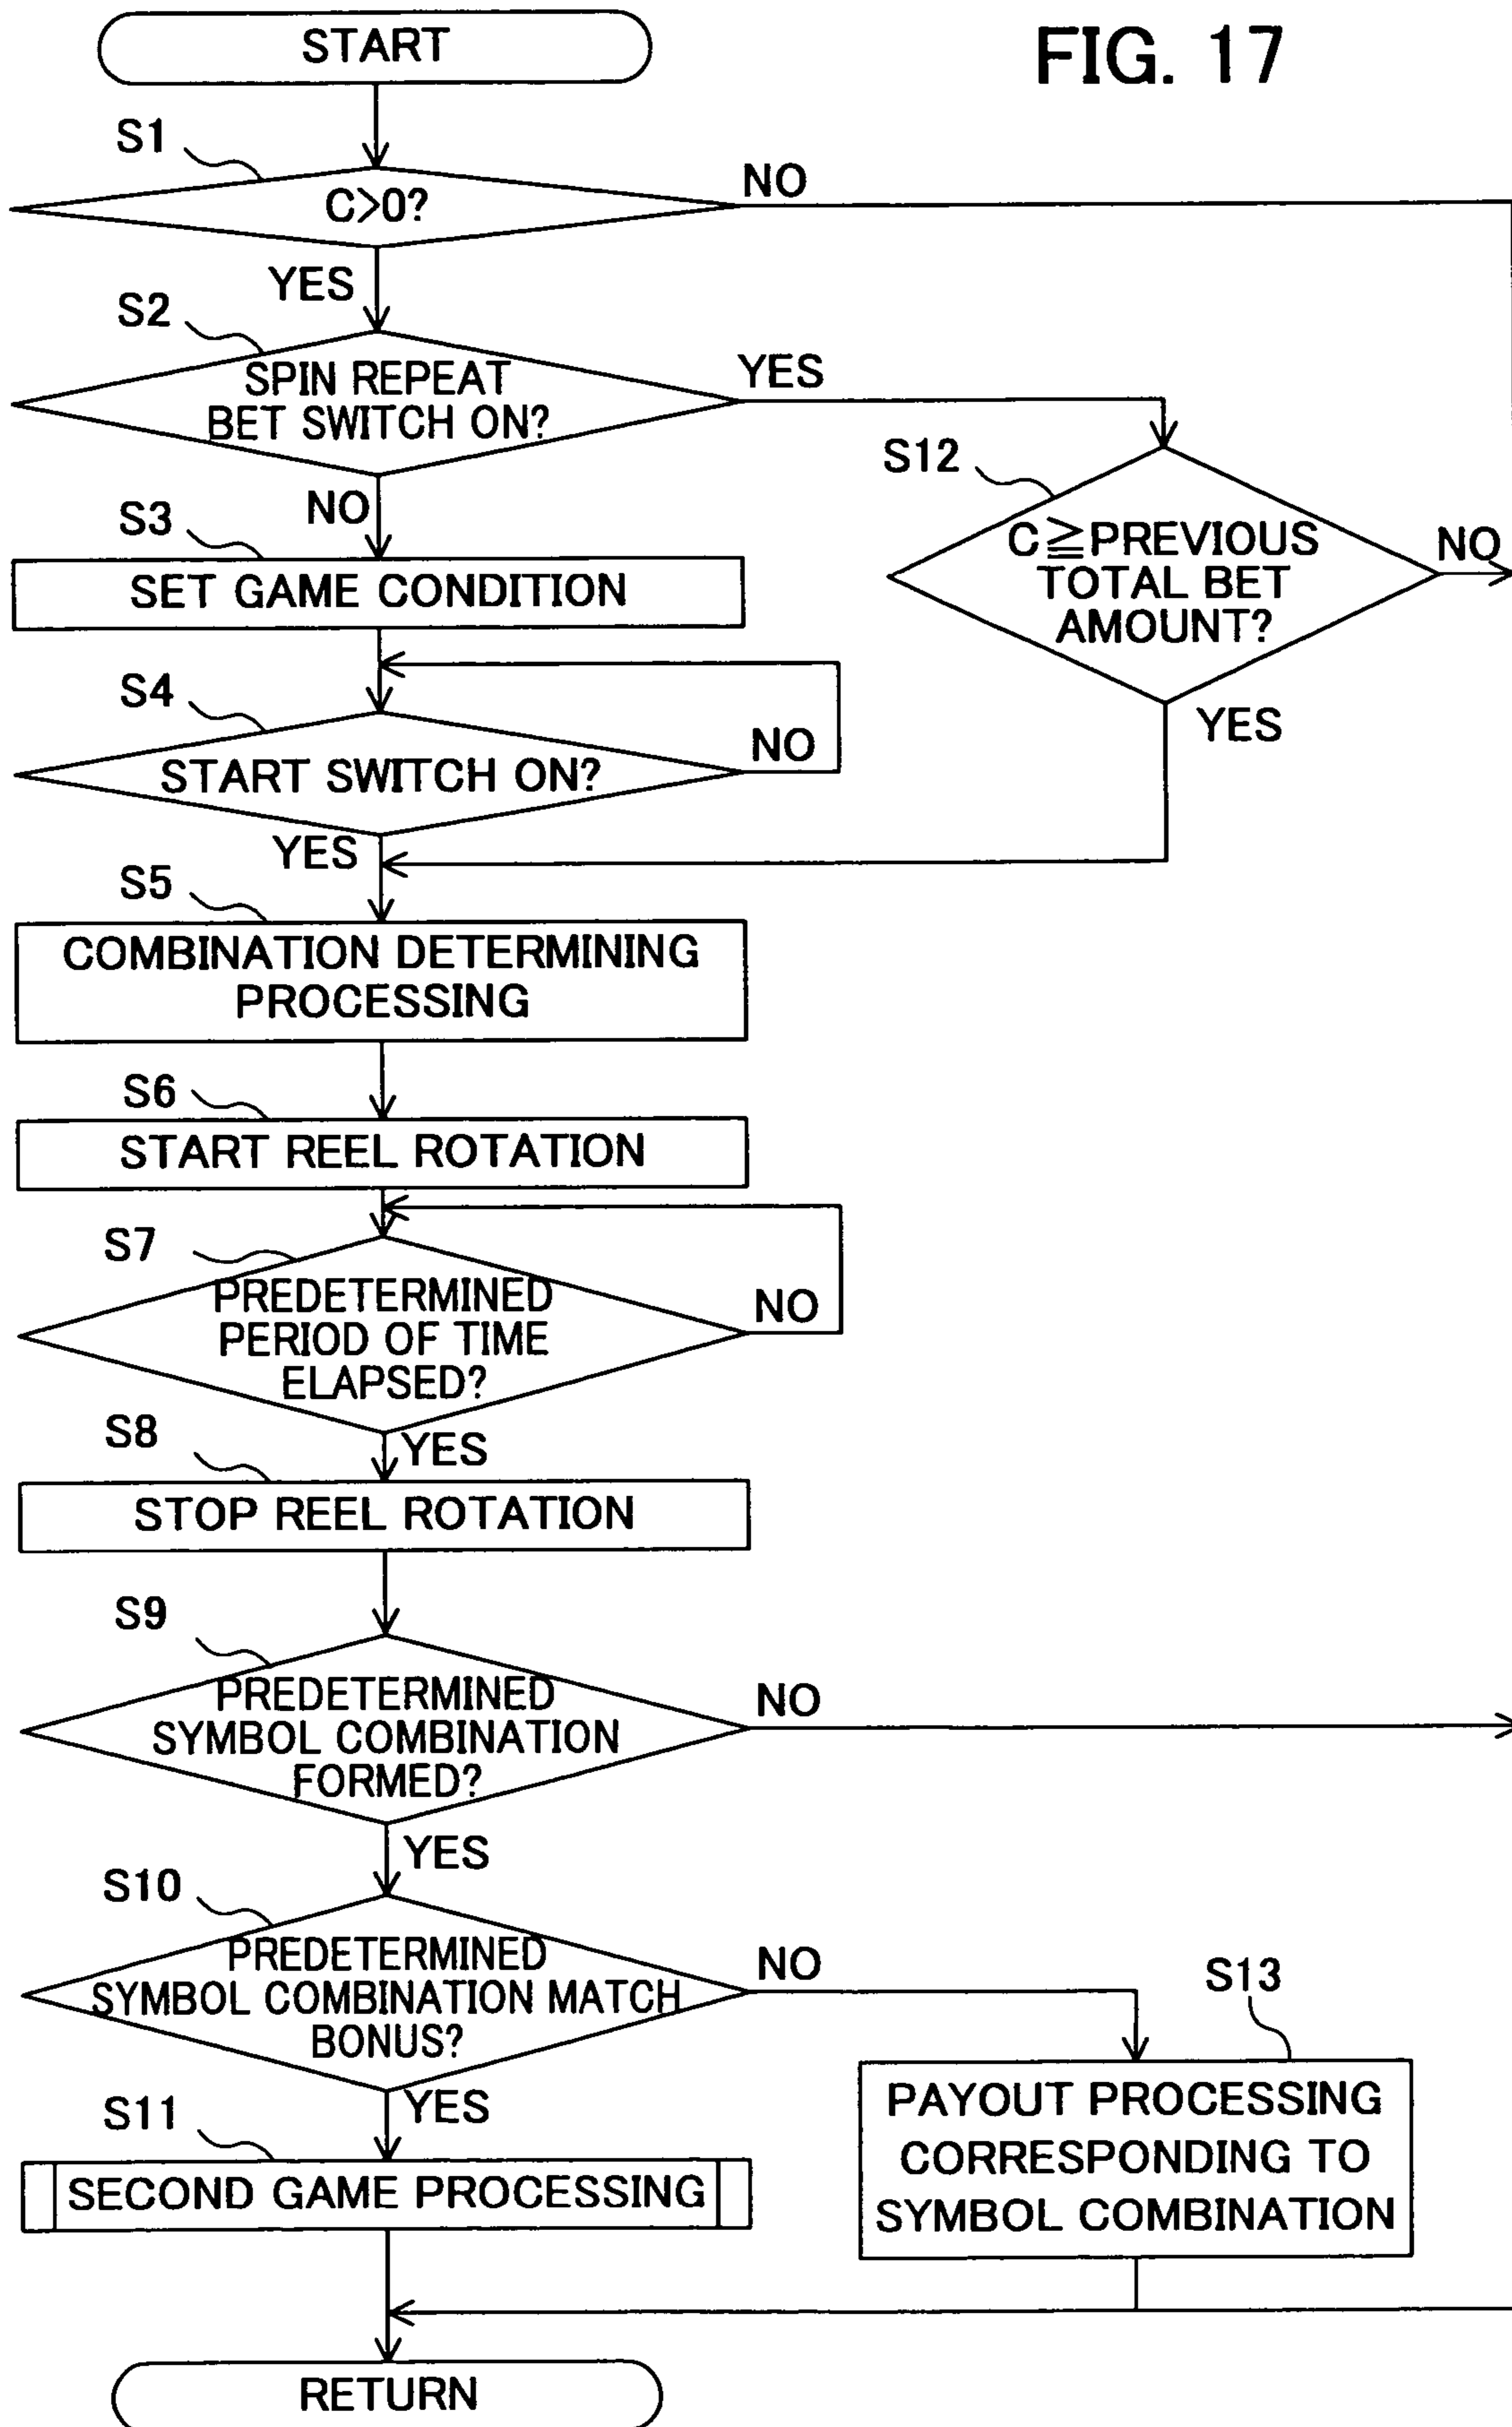 FIG. 17
START
S1
C>0?
NO
YES
S2
SPIN REPEAT
BET SWITCH ON?
YES
NO
S12
C≧PREVIOUS
TOTAL BET
AMOUNT?
NO
YES
S3
SET GAME CONDITION
S4
START SWITCH ON?
NO
YES
S5
COMBINATION DETERMINING
PROCESSING
S6
START REEL ROTATION
S7
PREDETERMINED
PERIOD OF TIME
ELAPSED?
NO
YES
S8
STOP REEL ROTATION
S9
PREDETERMINED
SYMBOL COMBINATION
FORMED?
NO
YES
S10
PREDETERMINED
SYMBOL COMBINATION MATCH
BONUS?
NO
YES
S13
PAYOUT PROCESSING
CORRESPONDING TO
SYMBOL COMBINATION
S11
SECOND GAME PROCESSING
RETURN